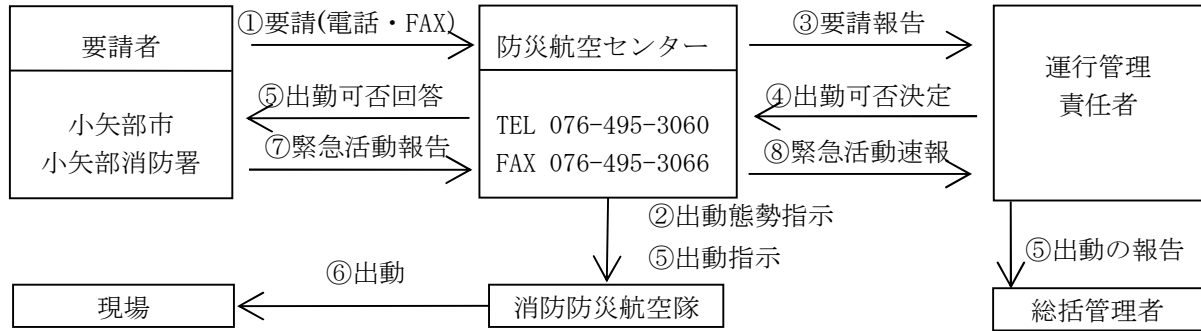 ①要請(電話・FAX)
③要請報告
要請者
防災航空センター
運行管理
責任者
⑤出勤可否回答
④出勤可否決定
小矢部市
小矢部消防署
TEL 076-495-3060
FAX 076-495-3066
⑦緊急活動報告
⑧緊急活動速報
②出動態勢指示
⑤出動指示
⑤出動の報告
⑥出動
現場
消防防災航空隊
総括管理者